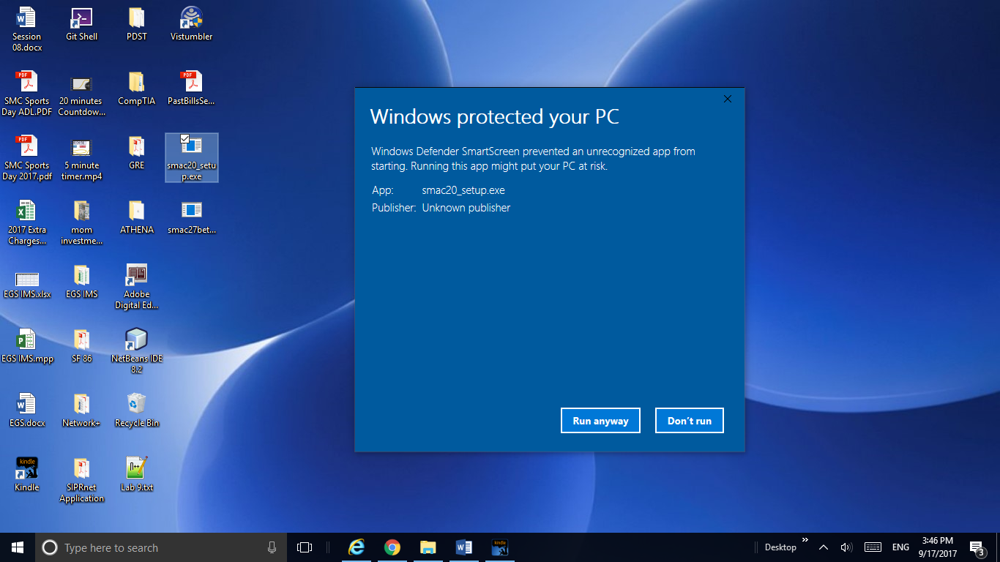 Session
08.docx
Git Shell
PDST
Vistumbler
SMC Sports
Day ADL.PDF
20 minutes
Countdow...
CompTIA
PastBillsSe...
SMC Sports
Day 2017.pdf
5 minute
timer.mp4
GRE
smac20_setu
p.exe
2017 Extra
Charges...
mom
investme...
ATHENA
smac27bet...
EGS IMS.xlsx
EGS IMS
Adobe
Digital Ed...
EGS IMS.mpp
SF 86
NetBeans IDE
8.2
EGS.docx
Network+
Recycle Bin
Kindle
SIPRnet
Application
Lab 9.txt
Windows protected your PC
Windows Defender SmartScreen prevented an unrecognized app from
starting. Running this app might put your PC at risk.
App: smac20_setup.exe
Publisher: Unknown publisher
Run anyway
Don't run
Type here to search
Desktop
ENG
3:46 PM
9/17/2017
3